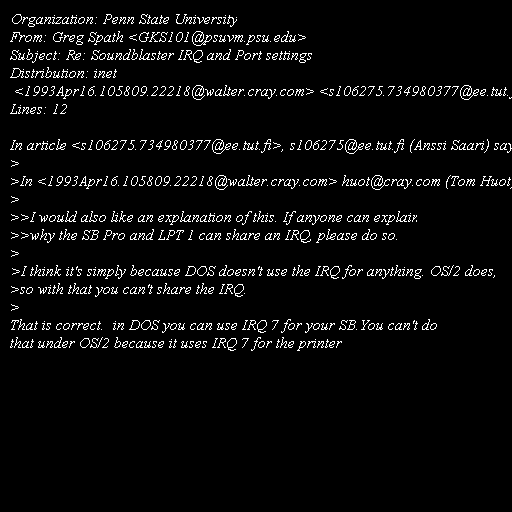 Organization: Penn State University
From: Greg Spath <GKS101@psuvm.psu.edu>
Subject: Re: Soundblaster IRQ and Port settings
Distribution: inet
<1993Apr16.105809.22218@walter.cray.com> <s106275.734980377@ee.tut.
Lines: 12

In article <s106275.734980377@ee.tut.fi>, s106275@ee.tut.fi (Anssi Saari) say
>
>In <1993Apr16.105809.22218@walter.cray.com> huot@cray.com (Tom Huot)
>
>>I would also like an explanation of this. If anyone can explain
>>why the SB Pro and LPT 1 can share an IRQ, please do so.
>
>I think it's simply because DOS doesn't use the IRQ for anything. OS/2 does,
>so with that you can't share the IRQ.
>
That is correct.  in DOS you can use IRQ 7 for your SB.You can't do
that under OS/2 because it uses IRQ 7 for the printer